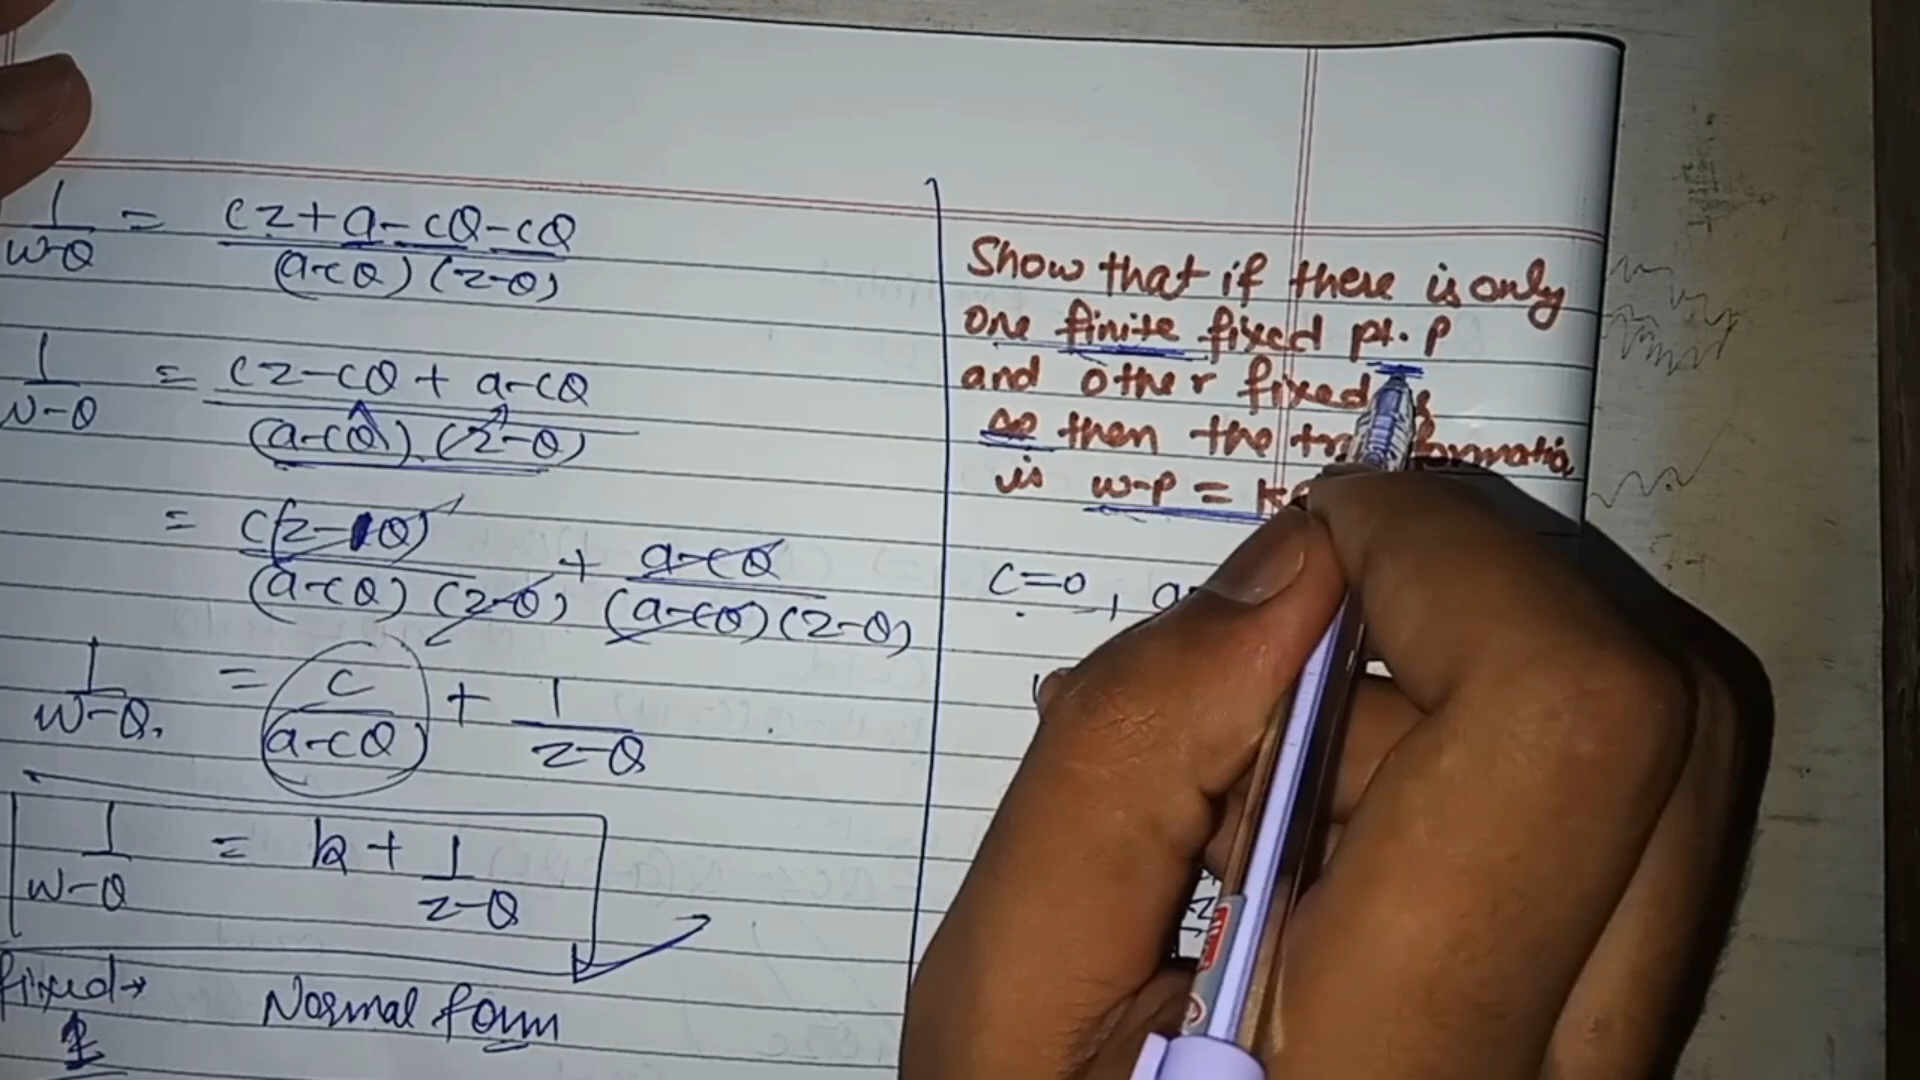 1/w-Q = cz+a-cQ-cQ / (a-cQ)(z-Q)
1/w-Q = cz-cQ+a-cQ / (a-cQ)(z-Q)
= c(z-Q) / (a-cQ)(z-Q) + a-cQ / (a-cQ)(z-Q)
1/w-Q. = c/(a-cQ) + 1/z-Q
1/w-Q = k + 1/z-Q
fixed→ Normal form
Show that if there is only
one finite fixed pt. P
and other fixed
∞ then the
is w-p =
c=0,